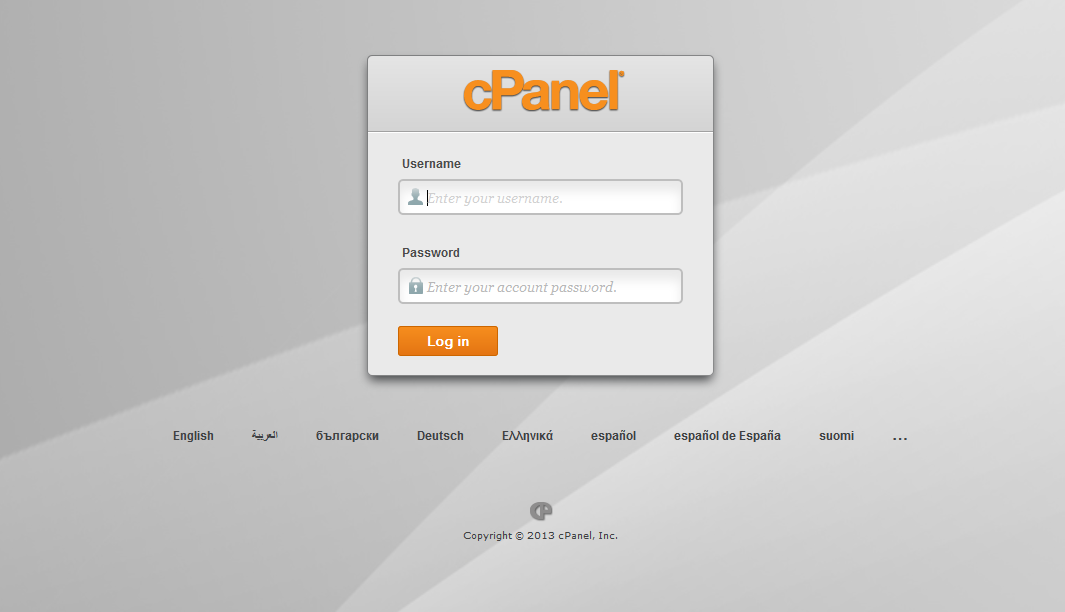 cPanel®
Username
Enter your username.
Password
Enter your account password.
Log in
English العربية български Deutsch Ελληνικά español español de España suomi ...
cP
Copyright © 2013 cPanel, Inc.